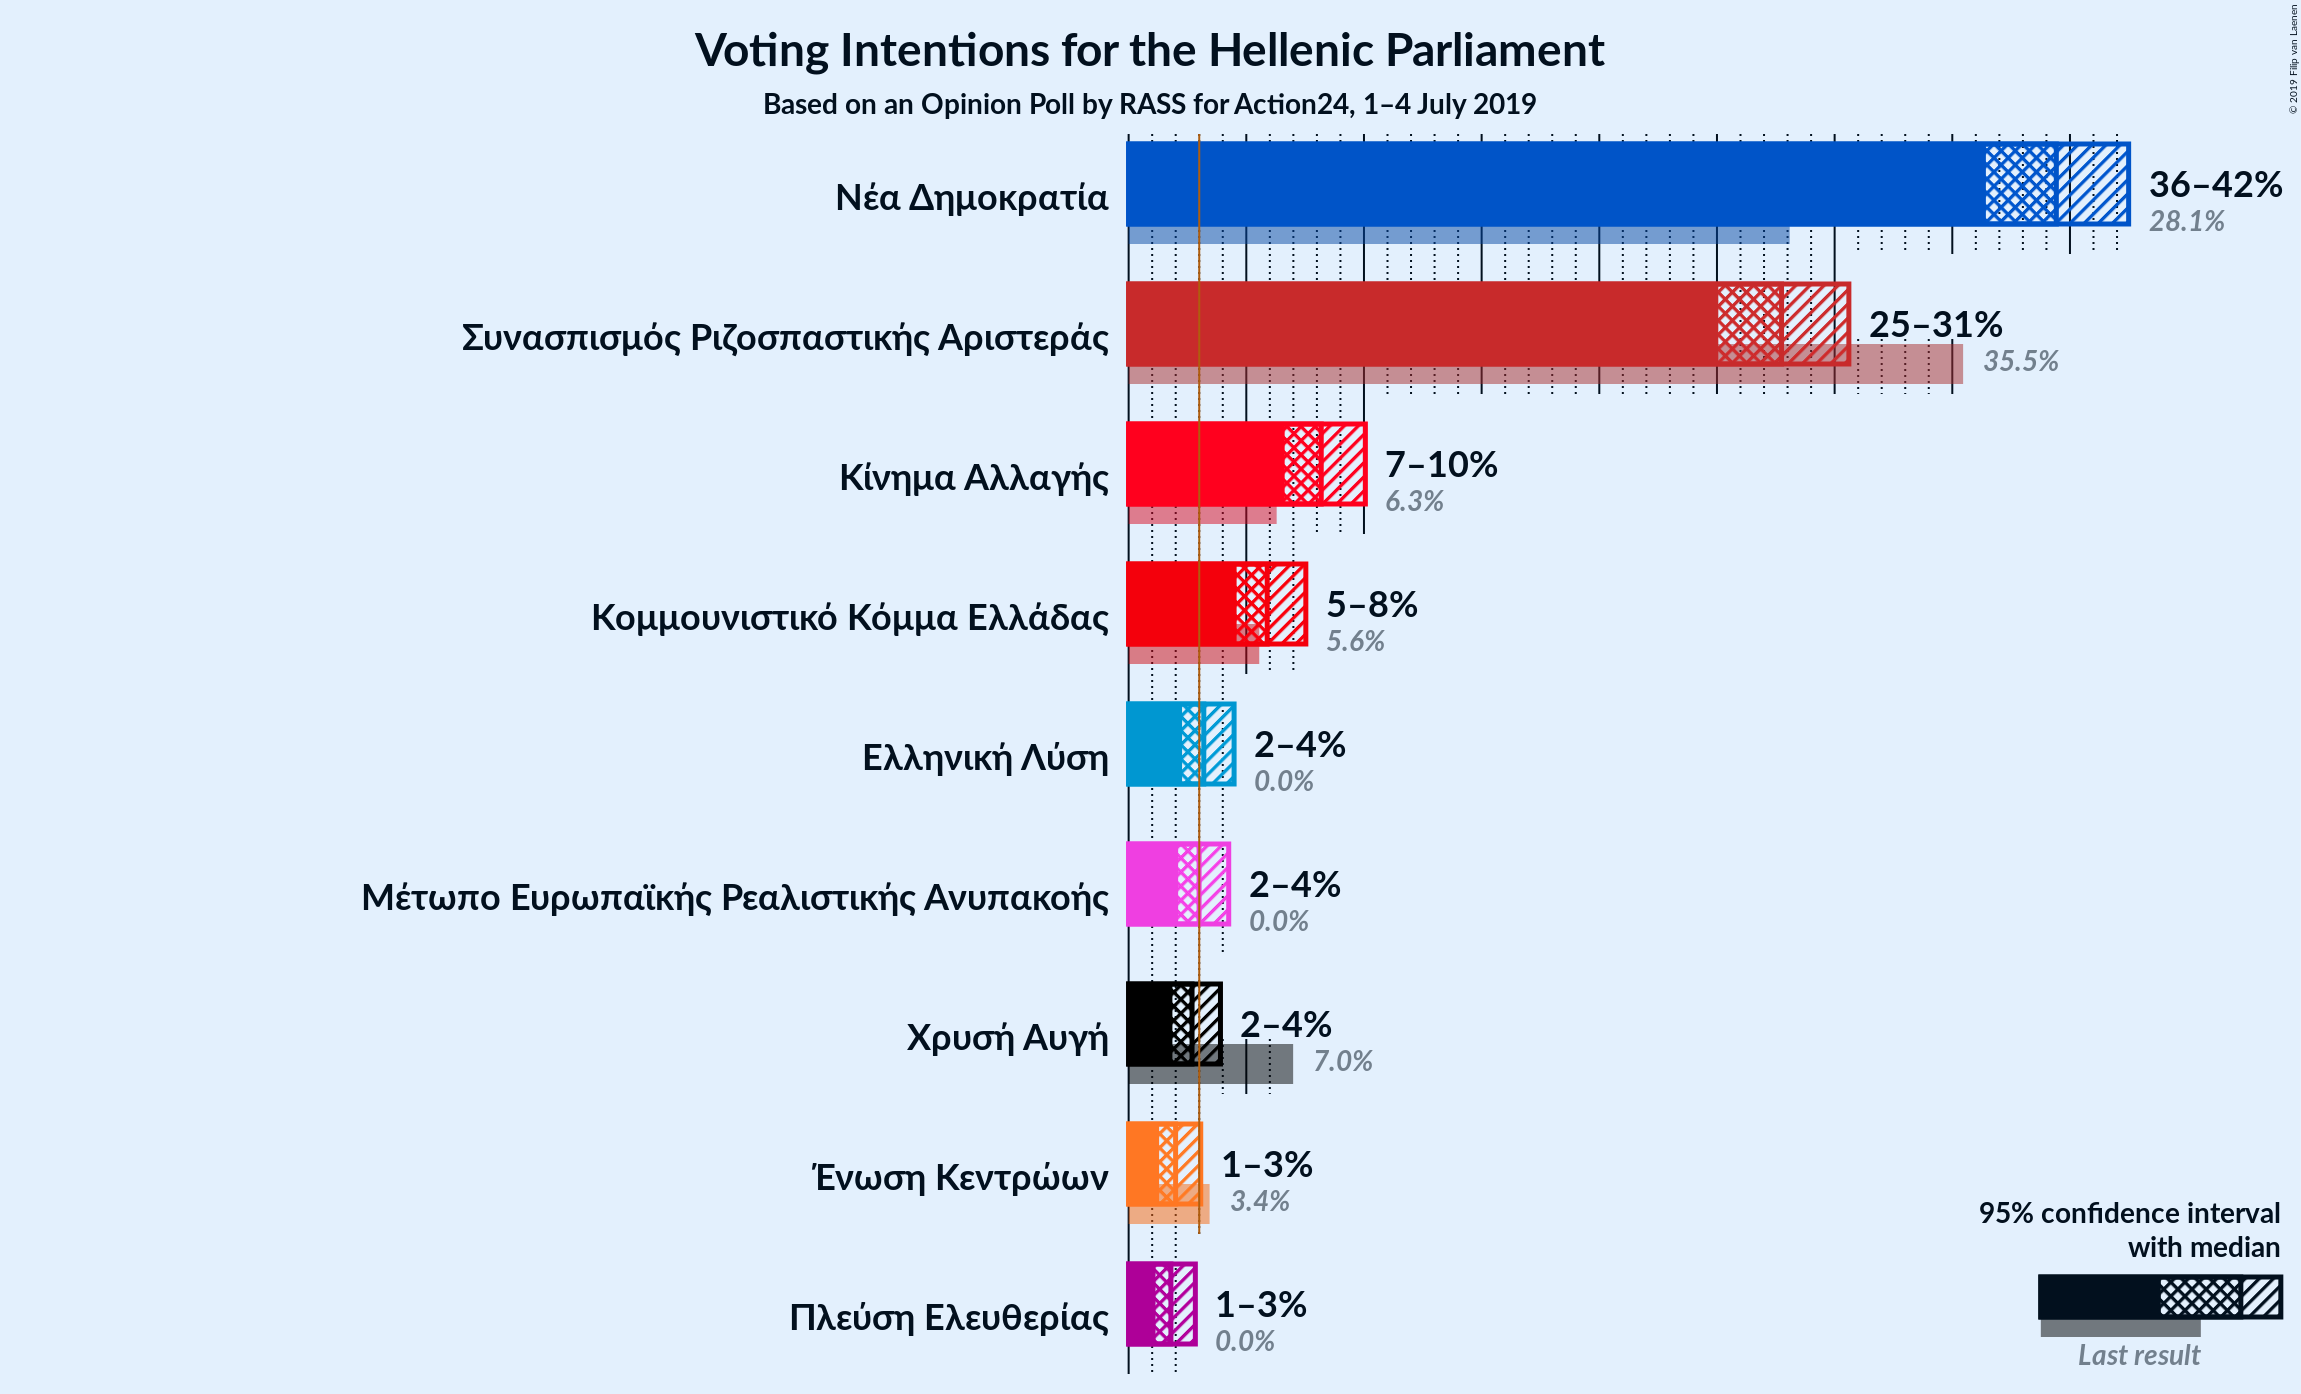 © 2019 Filip van Laenen
Voting Intentions for the Hellenic Parliament
Based on an Opinion Poll by RASS for Action24, 1–4 July 2019
Νέα Δημοκρατία
36–42%
28.1%
Συνασπισμός Ριζοσπαστικής Αριστεράς
25–31%
35.5%
Κίνημα Αλλαγής
7–10%
6.3%
Κομμουνιστικό Κόμμα Ελλάδας
5–8%
5.6%
Ελληνική Λύση
2–4%
0.0%
Μέτωπο Ευρωπαϊκής Ρεαλιστικής Ανυπακοής
2–4%
0.0%
Χρυσή Αυγή
2–4%
7.0%
Ένωση Κεντρώων
1–3%
3.4%
Πλεύση Ελευθερίας
1–3%
0.0%
95% confidence interval
with median
Last result